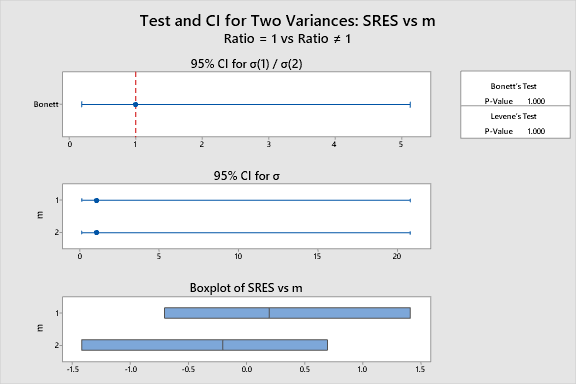 Test and CI for Two Variances: SRES vs m
Ratio = 1 vs Ratio ≠ 1
95% CI for σ(1) / σ(2)
Bonett
0 1 2 3 4 5
Bonett's Test
P-Value 1.000
Levene's Test
P-Value 1.000
95% CI for σ
m
1
2
0 5 10 15 20
Boxplot of SRES vs m
m
1
2
-1.5 -1.0 -0.5 0.0 0.5 1.0 1.5